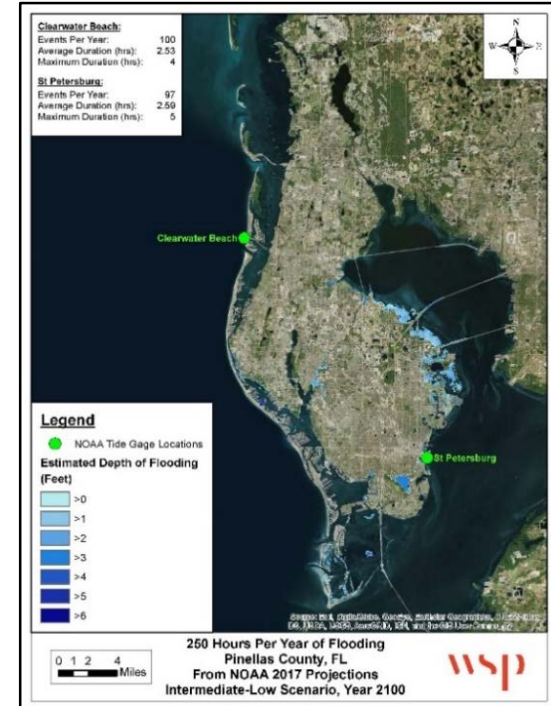 Clearwater Beach:
Events Per Year: 100
Average Duration (hrs): 2.53
Maximum Duration (hrs): 4
St Petersburg:
Events Per Year: 97
Average Duration (hrs): 2.59
Maximum Duration (hrs): 5
N
W E
S
Clearwater Beach
St Petersburg
Legend
NOAA Tide Gage Locations
Estimated Depth of Flooding
(Feet)
>0
>1
>2
>3
>4
>5
>6
0 1 2 4
Miles
250 Hours Per Year of Flooding
Pinellas County, FL
From NOAA 2017 Projections
Intermediate-Low Scenario, Year 2100
wsp